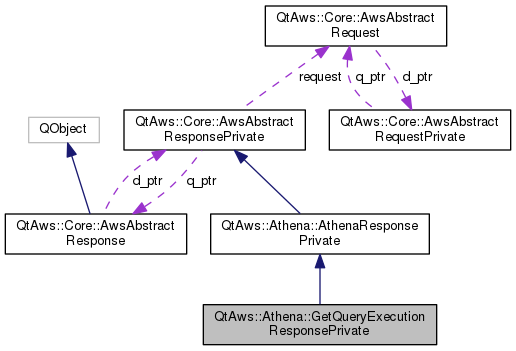 QtAws::Core::AwsAbstract
Request
request
q_ptr
d_ptr
QObject
QtAws::Core::AwsAbstract
ResponsePrivate
QtAws::Core::AwsAbstract
RequestPrivate
d_ptr
q_ptr
QtAws::Core::AwsAbstract
Response
QtAws::Athena::AthenaResponse
Private
QtAws::Athena::GetQueryExecution
ResponsePrivate